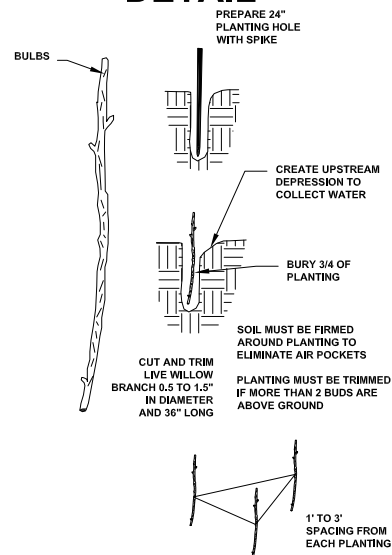 DETAIL
PREPARE 24"
PLANTING HOLE
WITH SPIKE
BULBS
CREATE UPSTREAM
DEPRESSION TO
COLLECT WATER
BURY 3/4 OF
PLANTING
SOIL MUST BE FIRMED
AROUND PLANTING TO
ELIMINATE AIR POCKETS
CUT AND TRIM
LIVE WILLOW
BRANCH 0.5 TO 1.5"
IN DIAMETER
AND 36" LONG
PLANTING MUST BE TRIMMED
IF MORE THAN 2 BUDS ARE
ABOVE GROUND
1' TO 3'
SPACING FROM
EACH PLANTING